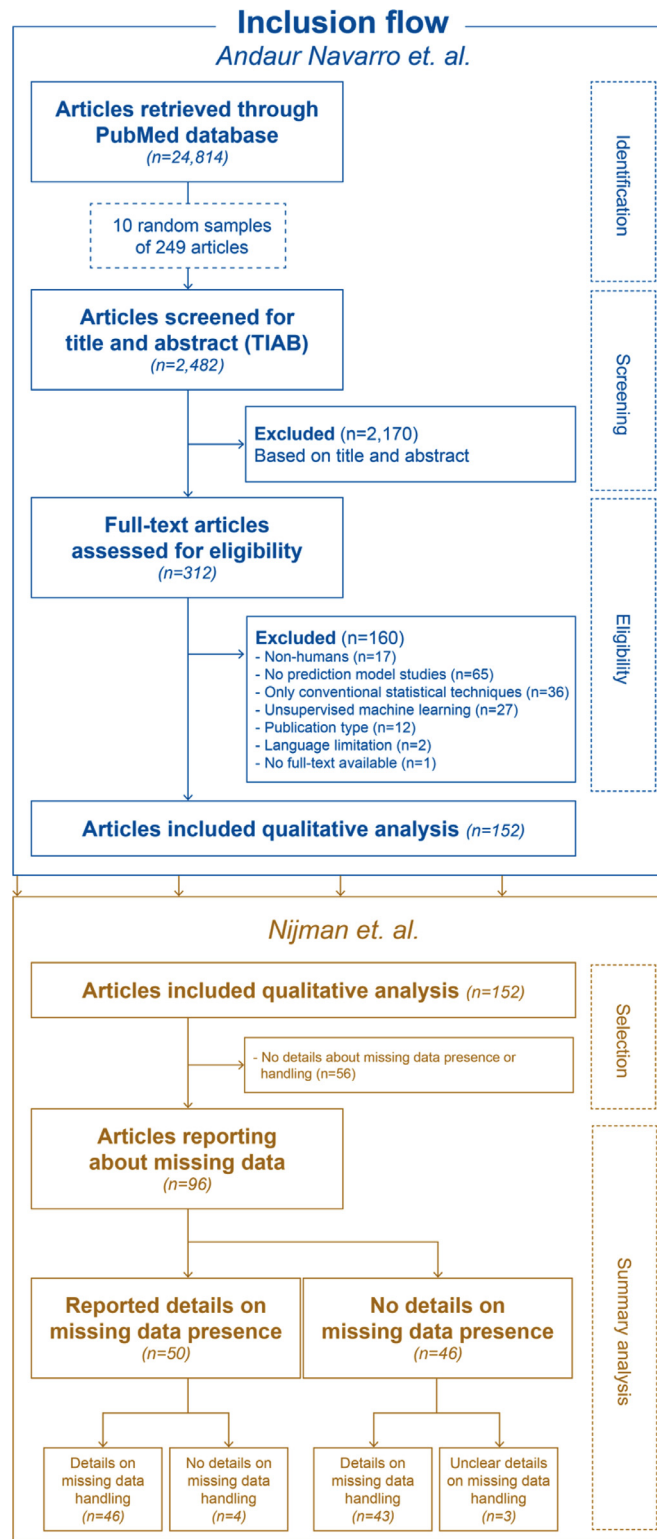 Inclusion flow
Andaur Navarro et. al.
Articles retrieved through
PubMed database
(n=24,814)
Identification
10 random samples
of 249 articles
Articles screened for
title and abstract (TIAB)
(n=2,482)
Screening
Excluded (n=2,170)
Based on title and abstract
Full-text articles
assessed for eligibility
(n=312)
Eligibility
Excluded (n=160)
- Non-humans (n=17)
- No prediction model studies (n=65)
- Only conventional statistical techniques (n=36)
- Unsupervised machine learning (n=27)
- Publication type (n=12)
- Language limitation (n=2)
- No full-text available (n=1)
Articles included qualitative analysis (n=152)
Nijman et. al.
Articles included qualitative analysis (n=152)
Selection
- No details about missing data presence or
handling (n=56)
Articles reporting
about missing data
(n=96)
Summary analysis
Reported details on
missing data presence
(n=50)
No details on
missing data presence
(n=46)
Details on
missing data
handling
(n=46)
No details on
missing data
handling
(n=4)
Details on
missing data
handling
(n=43)
Unclear details
on missing data
handling
(n=3)